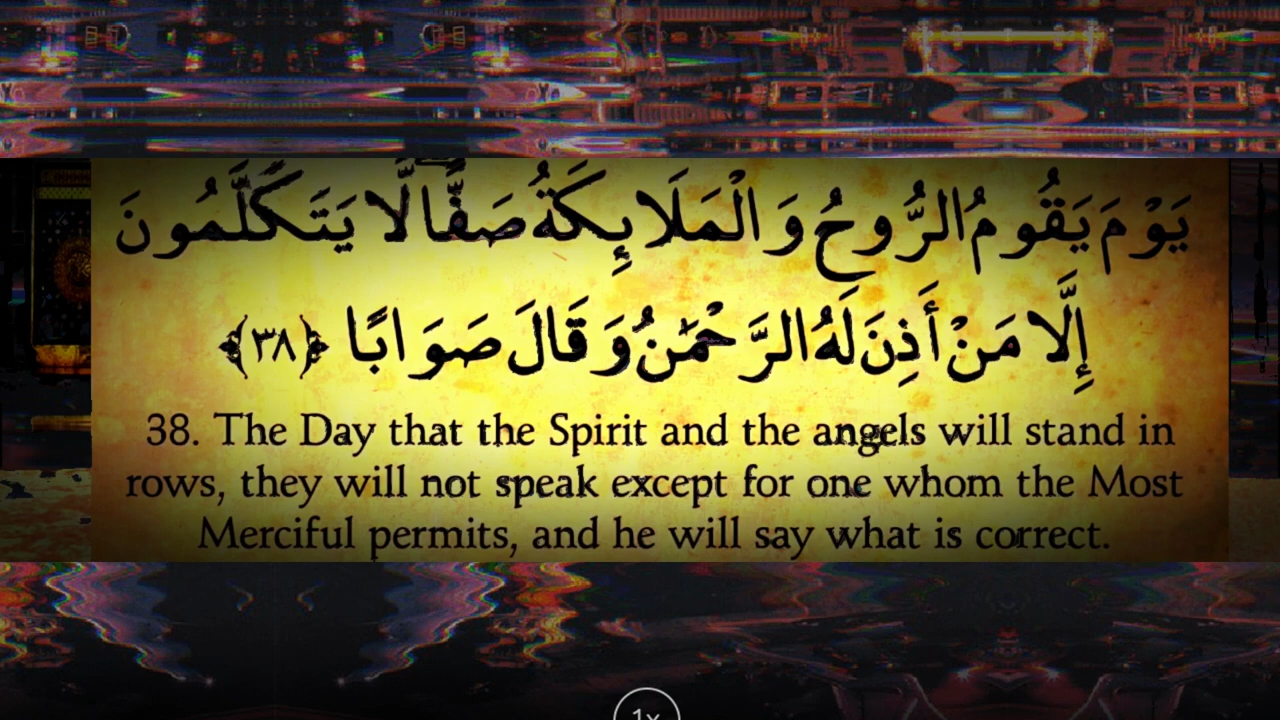 يَوْمَ يَقُومُ الرُّوحُ وَالْمَلَابِكَةُ صَفًّا لَّا يَتَكَلَّمُونَ
إِلَّا مَنْ أَذِنَ لَهُ الرَّحْمَٰنُ وَقَالَ صَوَابًا ﴿٣٨﴾
38. The Day that the Spirit and the angels will stand in
rows, they will not speak except for one whom the Most
Merciful permits, and he will say what is correct.
1x